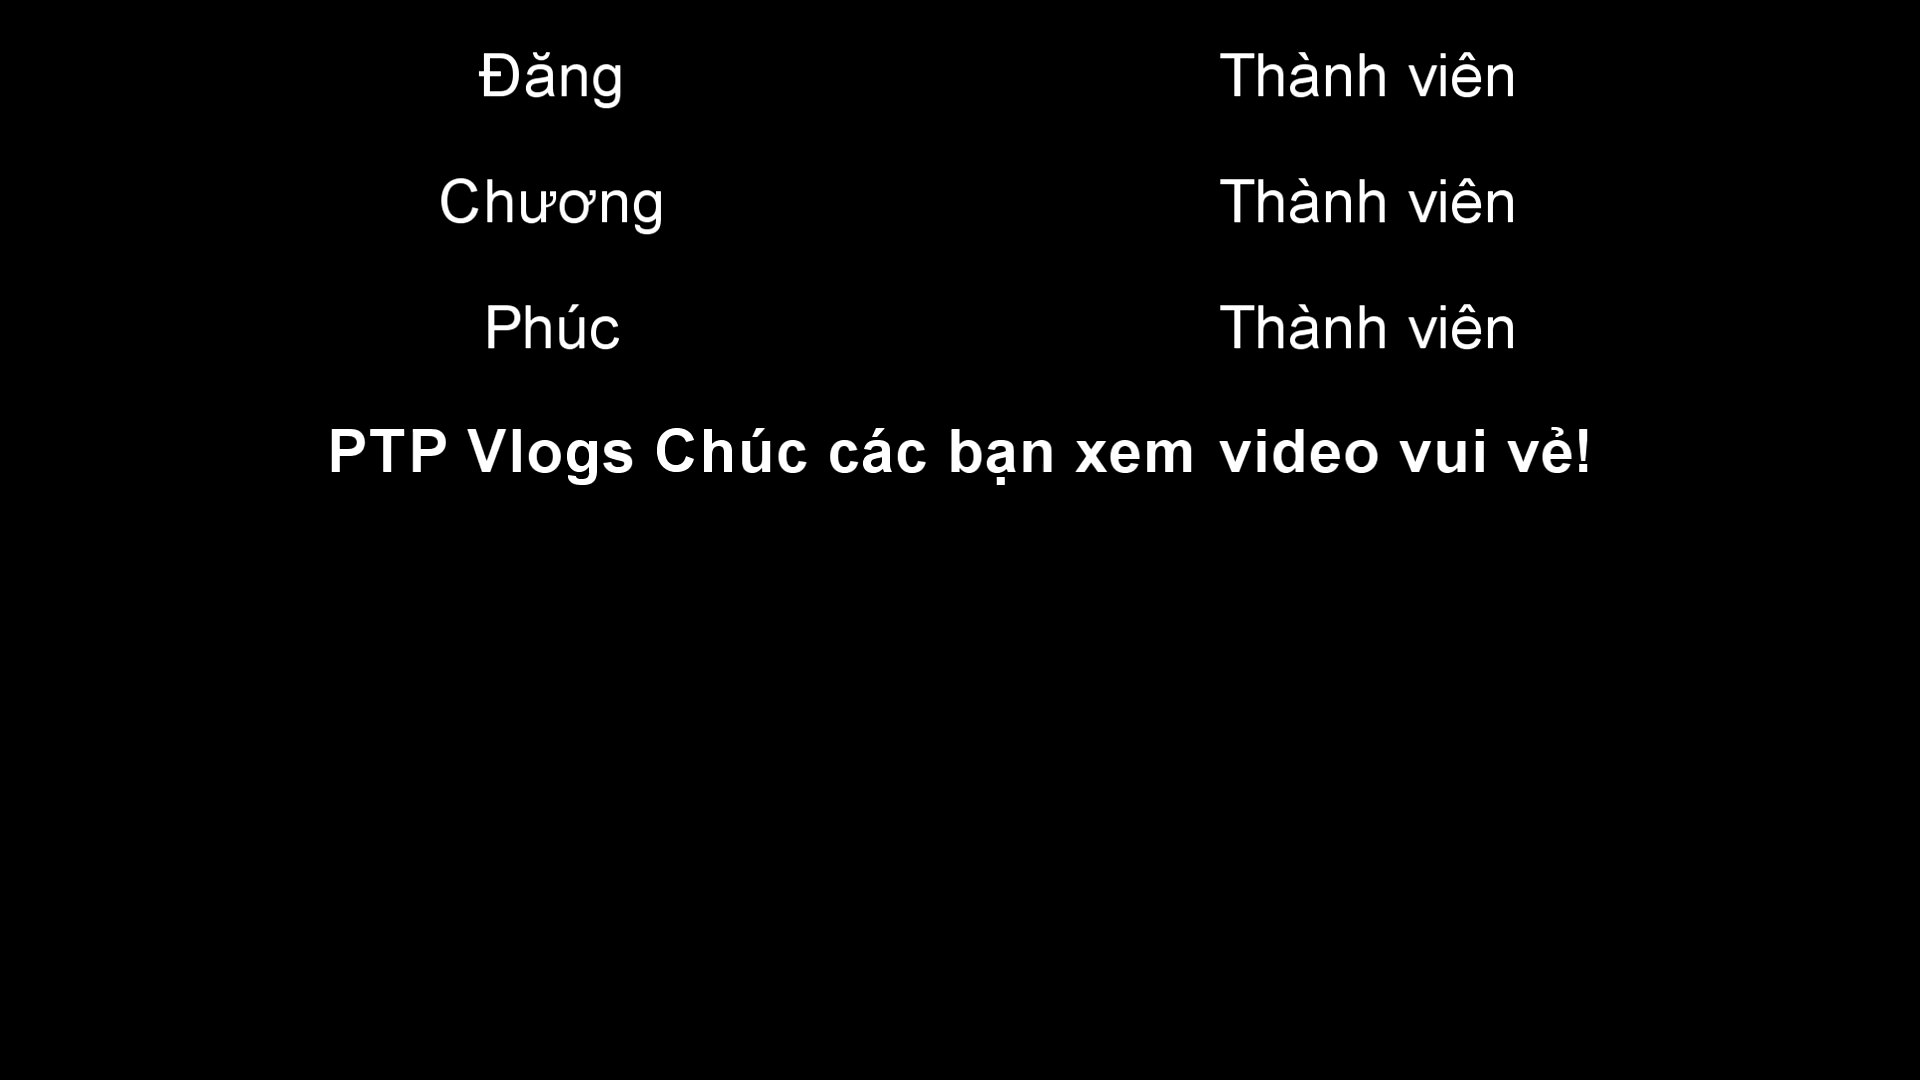 Đăng Thành viên
Chương Thành viên
Phúc Thành viên
PTP Vlogs Chúc các bạn xem video vui vẻ!